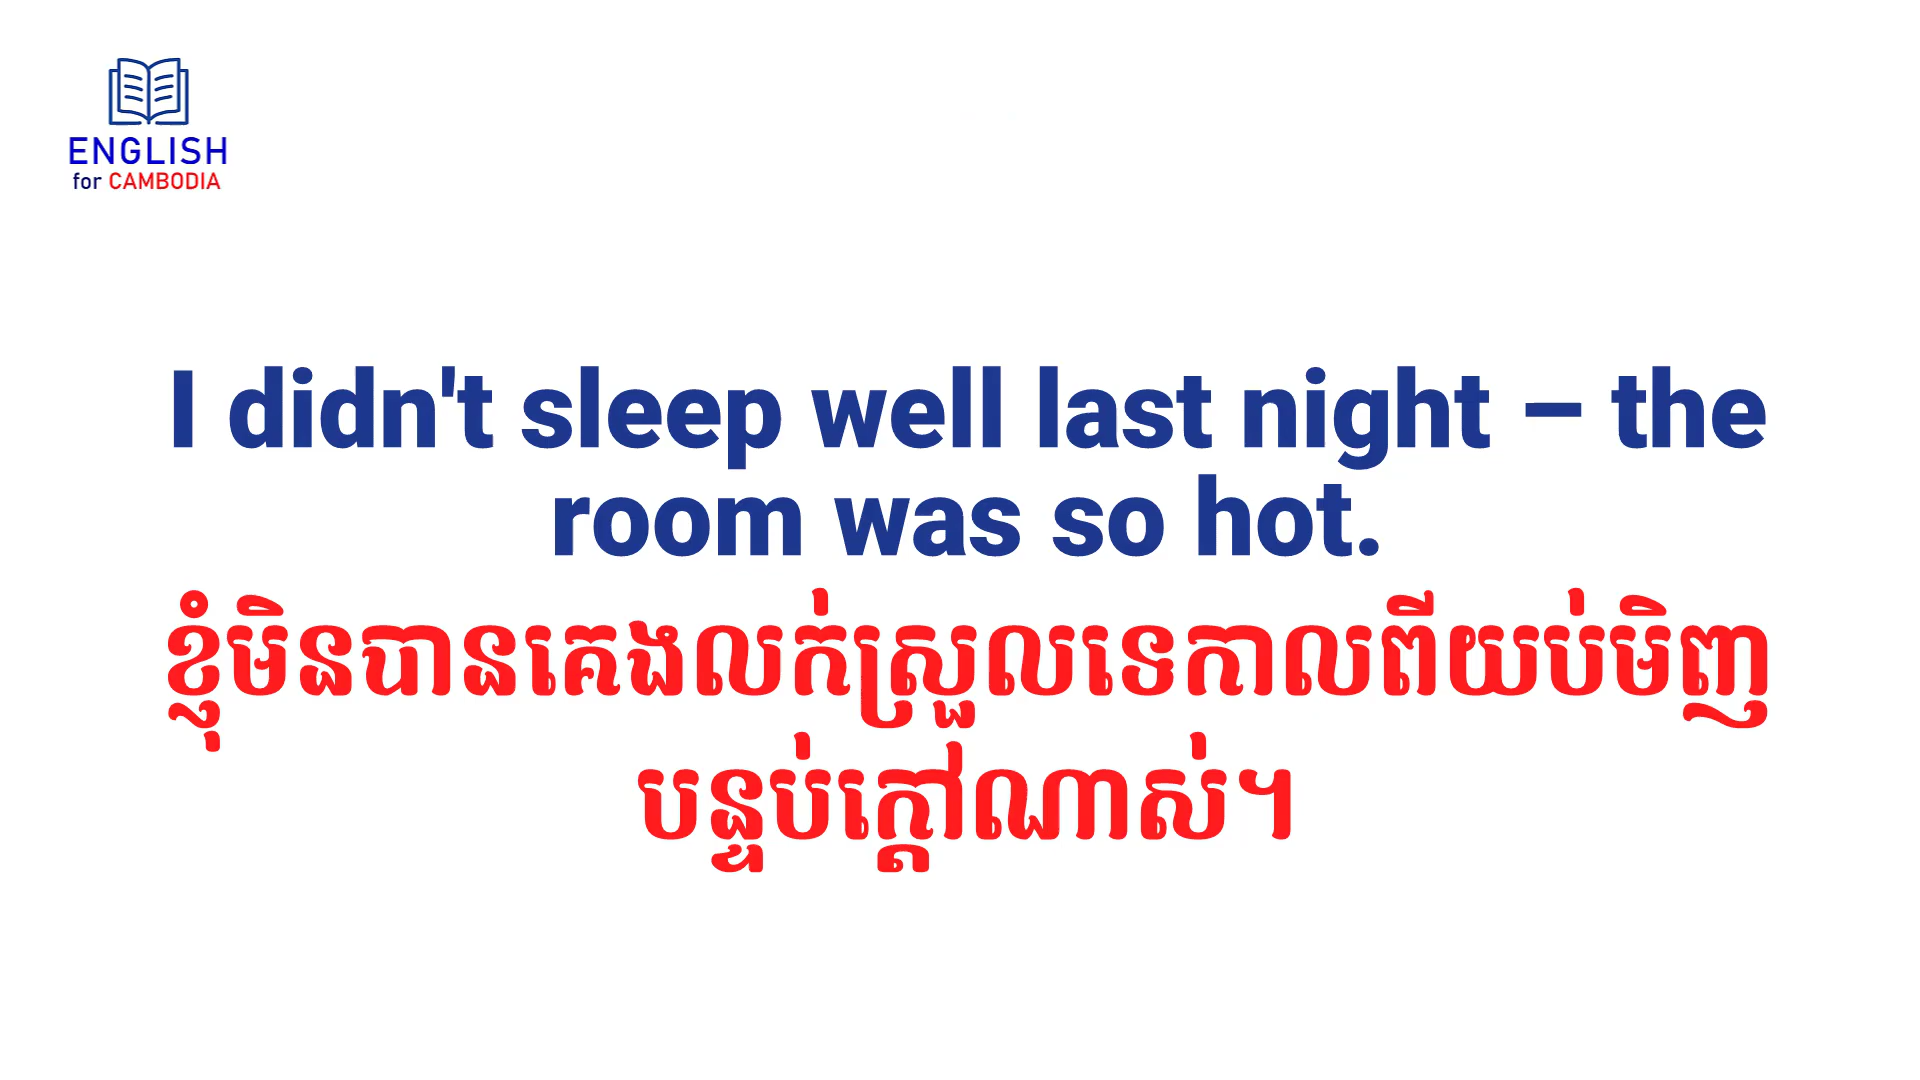 ENGLISH
for CAMBODIA
I didn't sleep well last night – the
room was so hot.
ខ្ញុំមិនបានគេងលក់ស្រួលទេកាលពីយប់មិញ
បន្ទប់ក្ដៅណាស់។